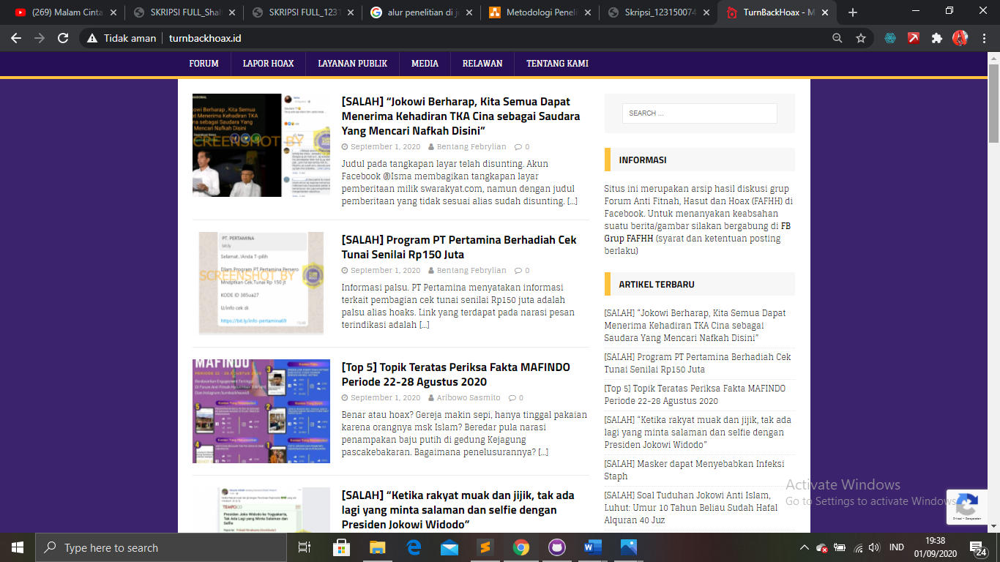 (269) Malam Cinta
SKRIPSI FULL_Shal
SKRIPSI FULL_1231
alur penelitian di ju
Metodologi Peneli
Skripsi_123150074
TurnBackHoax - M
Tidak aman
turnbackhoax.id
FORUM
LAPOR HOAX
LAYANAN PUBLIK
MEDIA
RELAWAN
TENTANG KAMI
[SALAH] “Jokowi Berharap, Kita Semua Dapat
Menerima Kehadiran TKA Cina sebagai Saudara
Yang Mencari Nafkah Disini”
September 1, 2020 Bentang Febrylian 0
Judul pada tangkapan layar telah disunting. Akun
Facebook @Isma membagikan tangkapan layar
pemberitaan milik swarakyat.com, namun dengan judul
pemberitaan yang tidak sesuai alias sudah disunting. [...]
SCREENSHOT BY
PT. PERTAMINA
bit.ly
Selamat..!Anda T-pilih
Dlam Program PT.Pertamina Persero
Mndptkan Cek.Tunai Rp 150 jt
KODE ID 385ua27
U/info cek di
https://bit.ly/info-pertamina69
SCREENSHOT BY
[SALAH] Program PT Pertamina Berhadiah Cek
Tunai Senilai Rp150 Juta
September 1, 2020 Bentang Febrylian 0
Informasi palsu. PT Pertamina menyatakan informasi
terkait pembagian cek tunai senilai Rp150 juta adalah
palsu alias hoaks. Link yang terdapat pada narasi pesan
terindikasi adalah [...]
MAFINDO
PERIODE 22 - 28 AGUSTUS 2020
[Top 5] Topik Teratas Periksa Fakta MAFINDO
Periode 22-28 Agustus 2020
September 1, 2020 Aribowo Sasmito 0
Benar atau hoax? Gereja makin sepi, hanya tinggal pakaian
karena orangnya msk Islam? Beredar pula narasi
penampakan baju putih di gedung Kejagung
pascakebakaran. Bagaimana penelusurannya? [...]
TEMPO.CO
Presiden Joko Widodo ke Yogyakarta,
Tak Ada Lagi yang Minta Salaman dan
Selfie
[SALAH] “Ketika rakyat muak dan jijik, tak ada
lagi yang minta salaman dan selfie dengan
Presiden Jokowi Widodo”
SEARCH ...
INFORMASI
Situs ini merupakan arsip hasil diskusi grup
Forum Anti Fitnah, Hasut dan Hoax (FAFHH) di
Facebook. Untuk menanyakan keabsahan
suatu berita/gambar silakan bergabung di FB
Grup FAFHH (syarat dan ketentuan posting
berlaku)
ARTIKEL TERBARU
[SALAH] “Jokowi Berharap, Kita Semua Dapat
Menerima Kehadiran TKA Cina sebagai
Saudara Yang Mencari Nafkah Disini”
[SALAH] Program PT Pertamina Berhadiah Cek
Tunai Senilai Rp150 Juta
[Top 5] Topik Teratas Periksa Fakta MAFINDO
Periode 22-28 Agustus 2020
[SALAH] “Ketika rakyat muak dan jijik, tak ada
lagi yang minta salaman dan selfie dengan
Presiden Jokowi Widodo”
[SALAH] Masker dapat Menyebabkan Infeksi
Staph
[SALAH] Soal Tuduhan Jokowi Anti Islam,
Luhut: Umur 10 Tahun Beliau Sudah Hafal
Alquran 40 Juz
Activate Windows
Go to Settings to activate Windows.
Type here to search
IND
19:38
01/09/2020
24